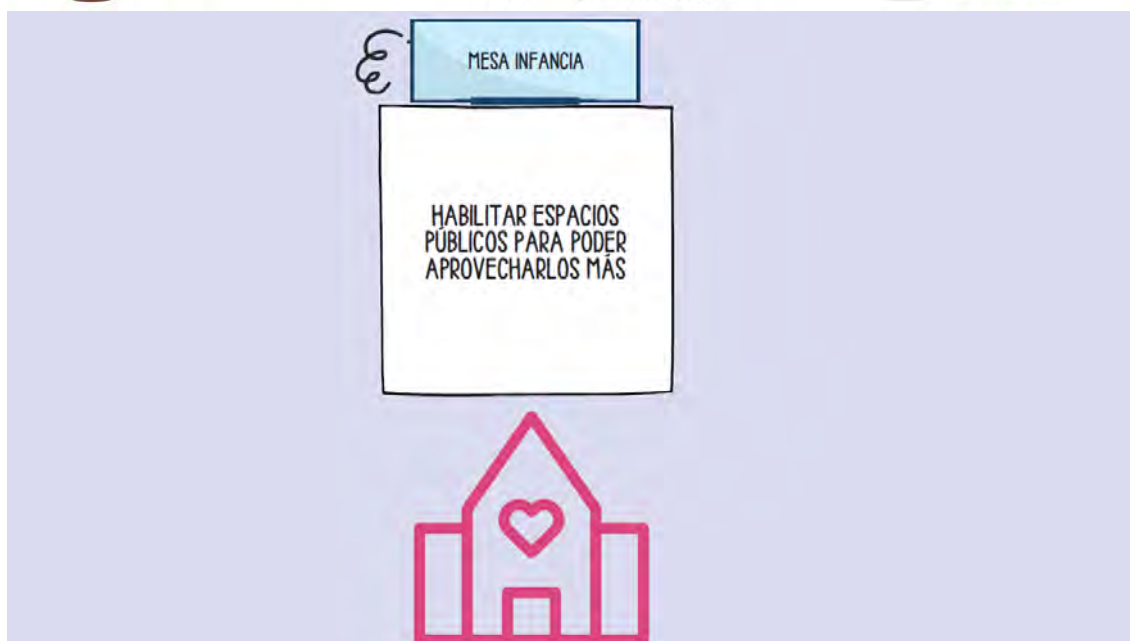 MESA INFANCIA
HABILITAR ESPACIOS
PÚBLICOS PARA PODER
APROVECHARLOS MÁS